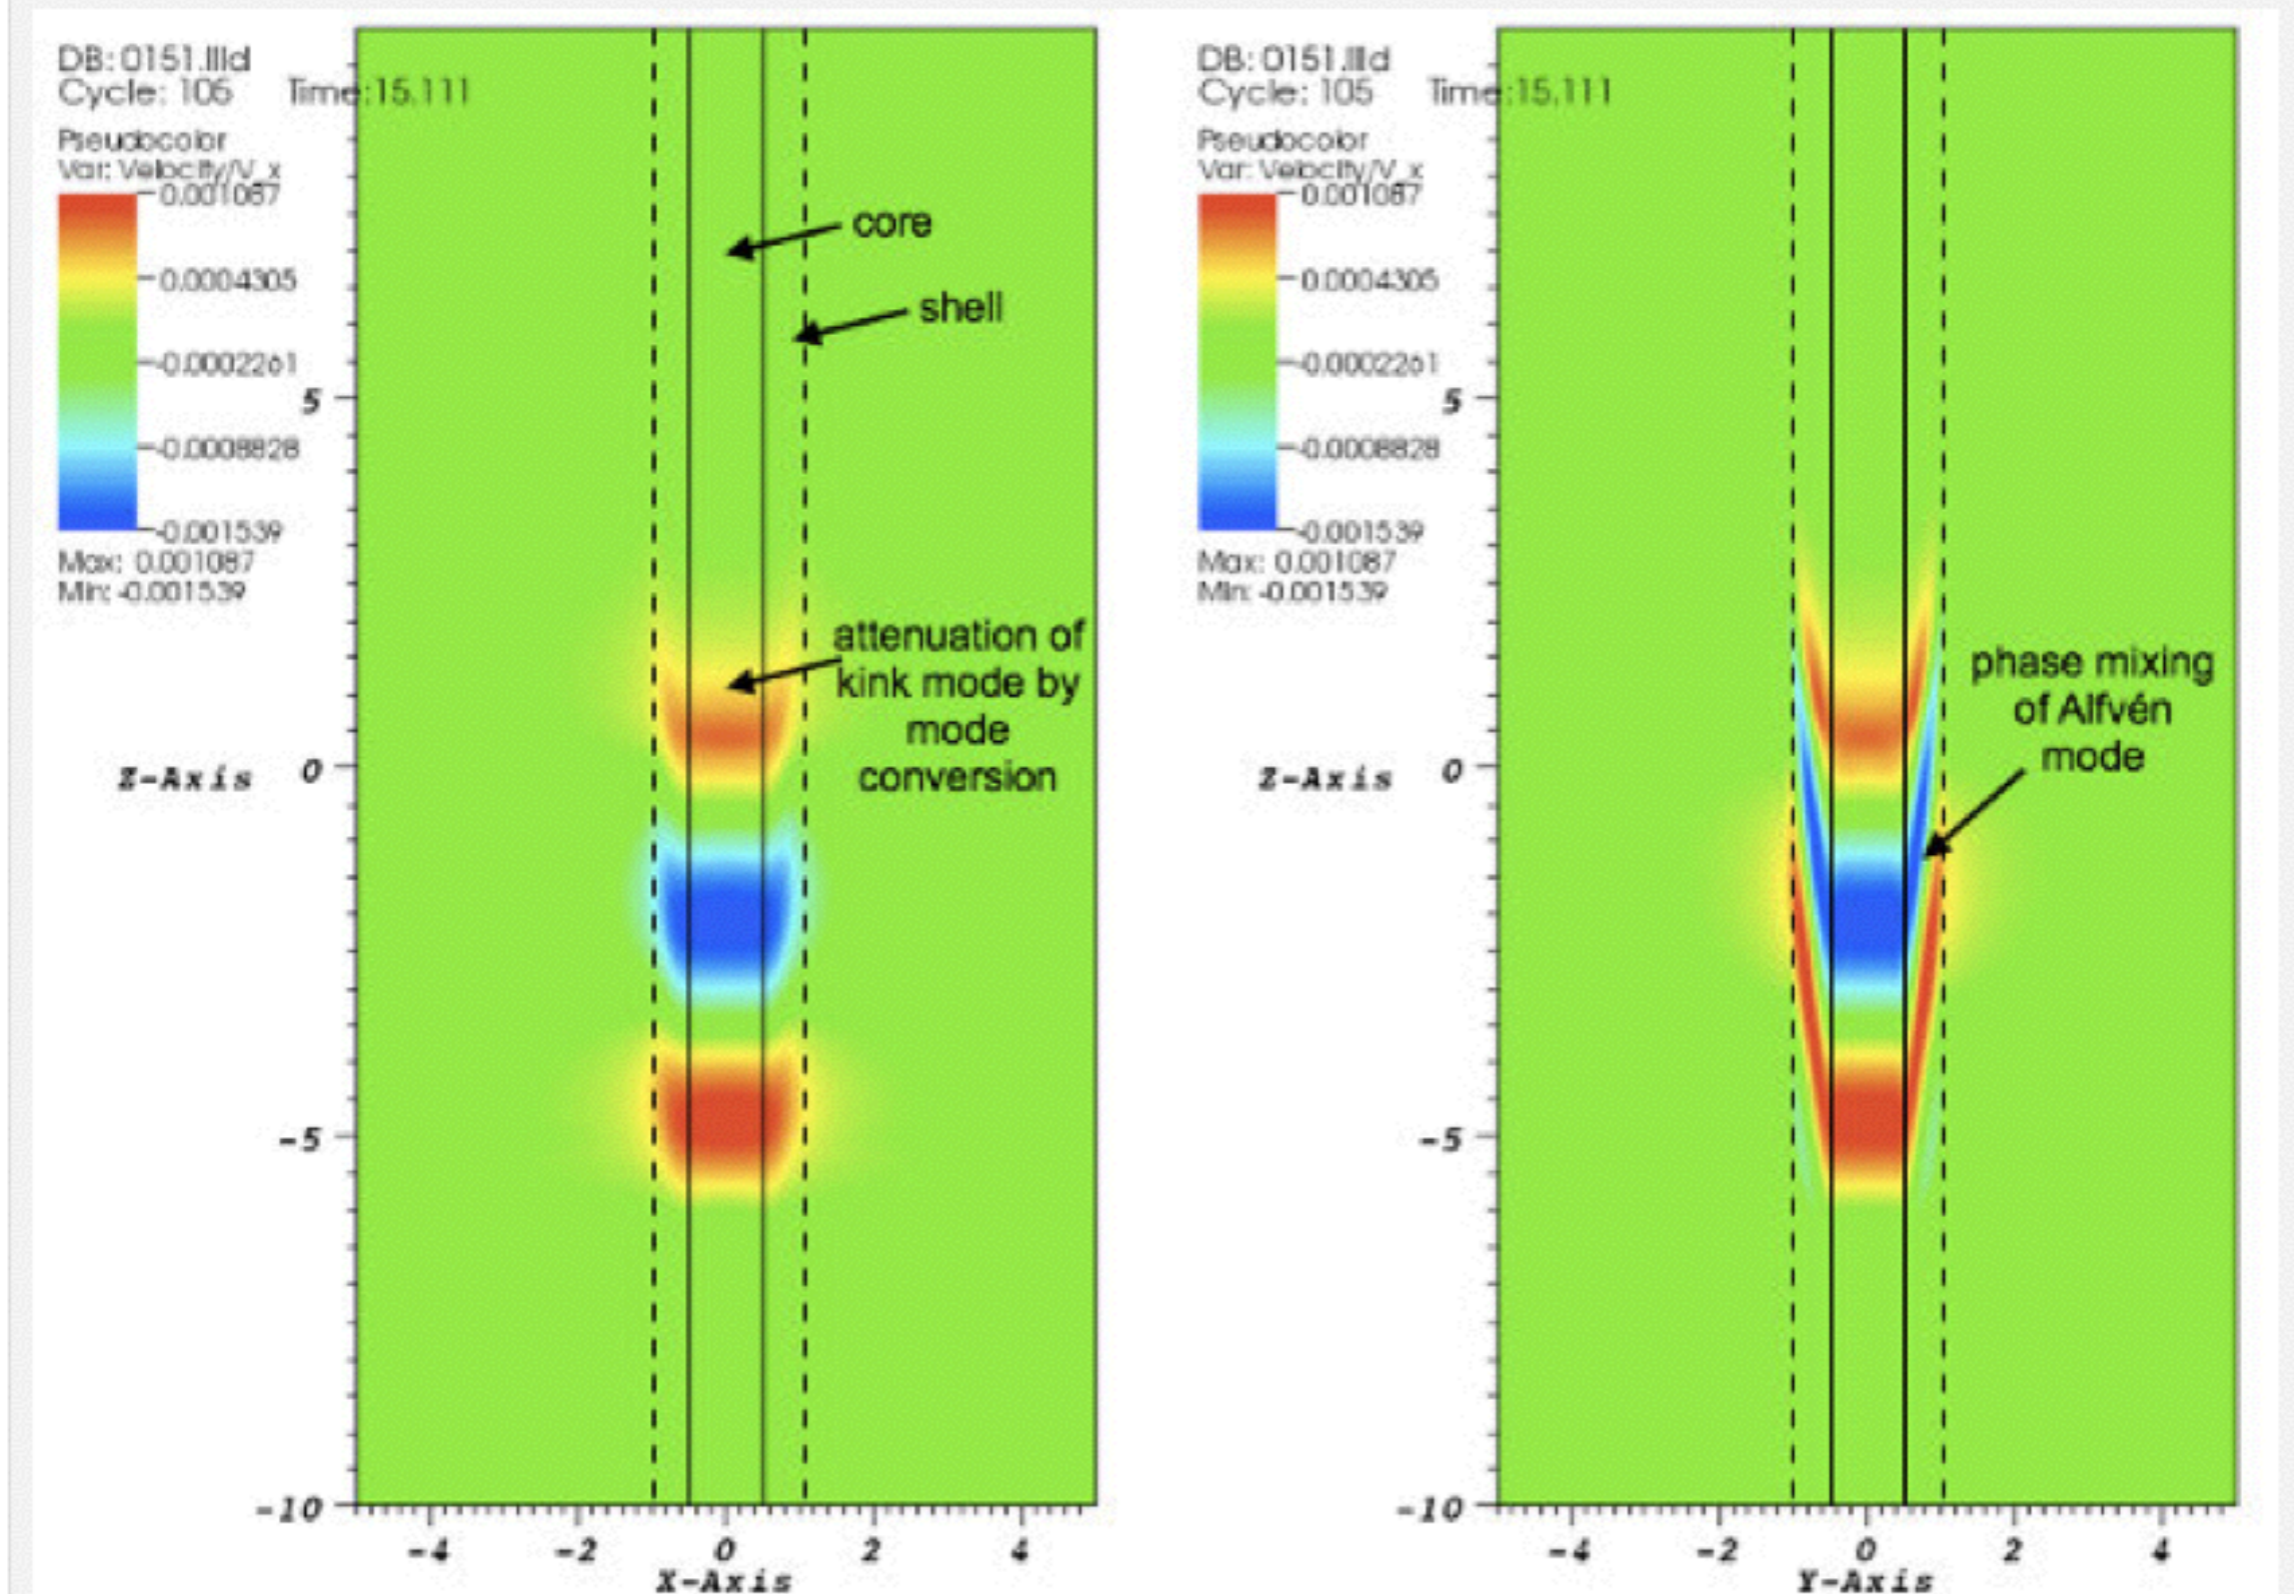 DB: 0151.llld
Cycle: 105 Time:15.111
Pseudocolor
Var: Velocity/V_x
0.001087
0.0004305
-0.0002261
-0.0008828
-0.001539
Max: 0.001087
Min: -0.001539
core
shell
attenuation of
kink mode by
mode
conversion
5
0
-5
-10
Z-Axis
-4 -2 0 2 4
X-Axis
DB: 0151.llld
Cycle: 105 Time:15.111
Pseudocolor
Var: Velocity/V_x
0.001087
0.0004305
-0.0002261
-0.0008828
-0.001539
Max: 0.001087
Min: -0.001539
phase mixing
of Alfvén
mode
5
0
-5
-10
Z-Axis
-4 -2 0 2 4
Y-Axis